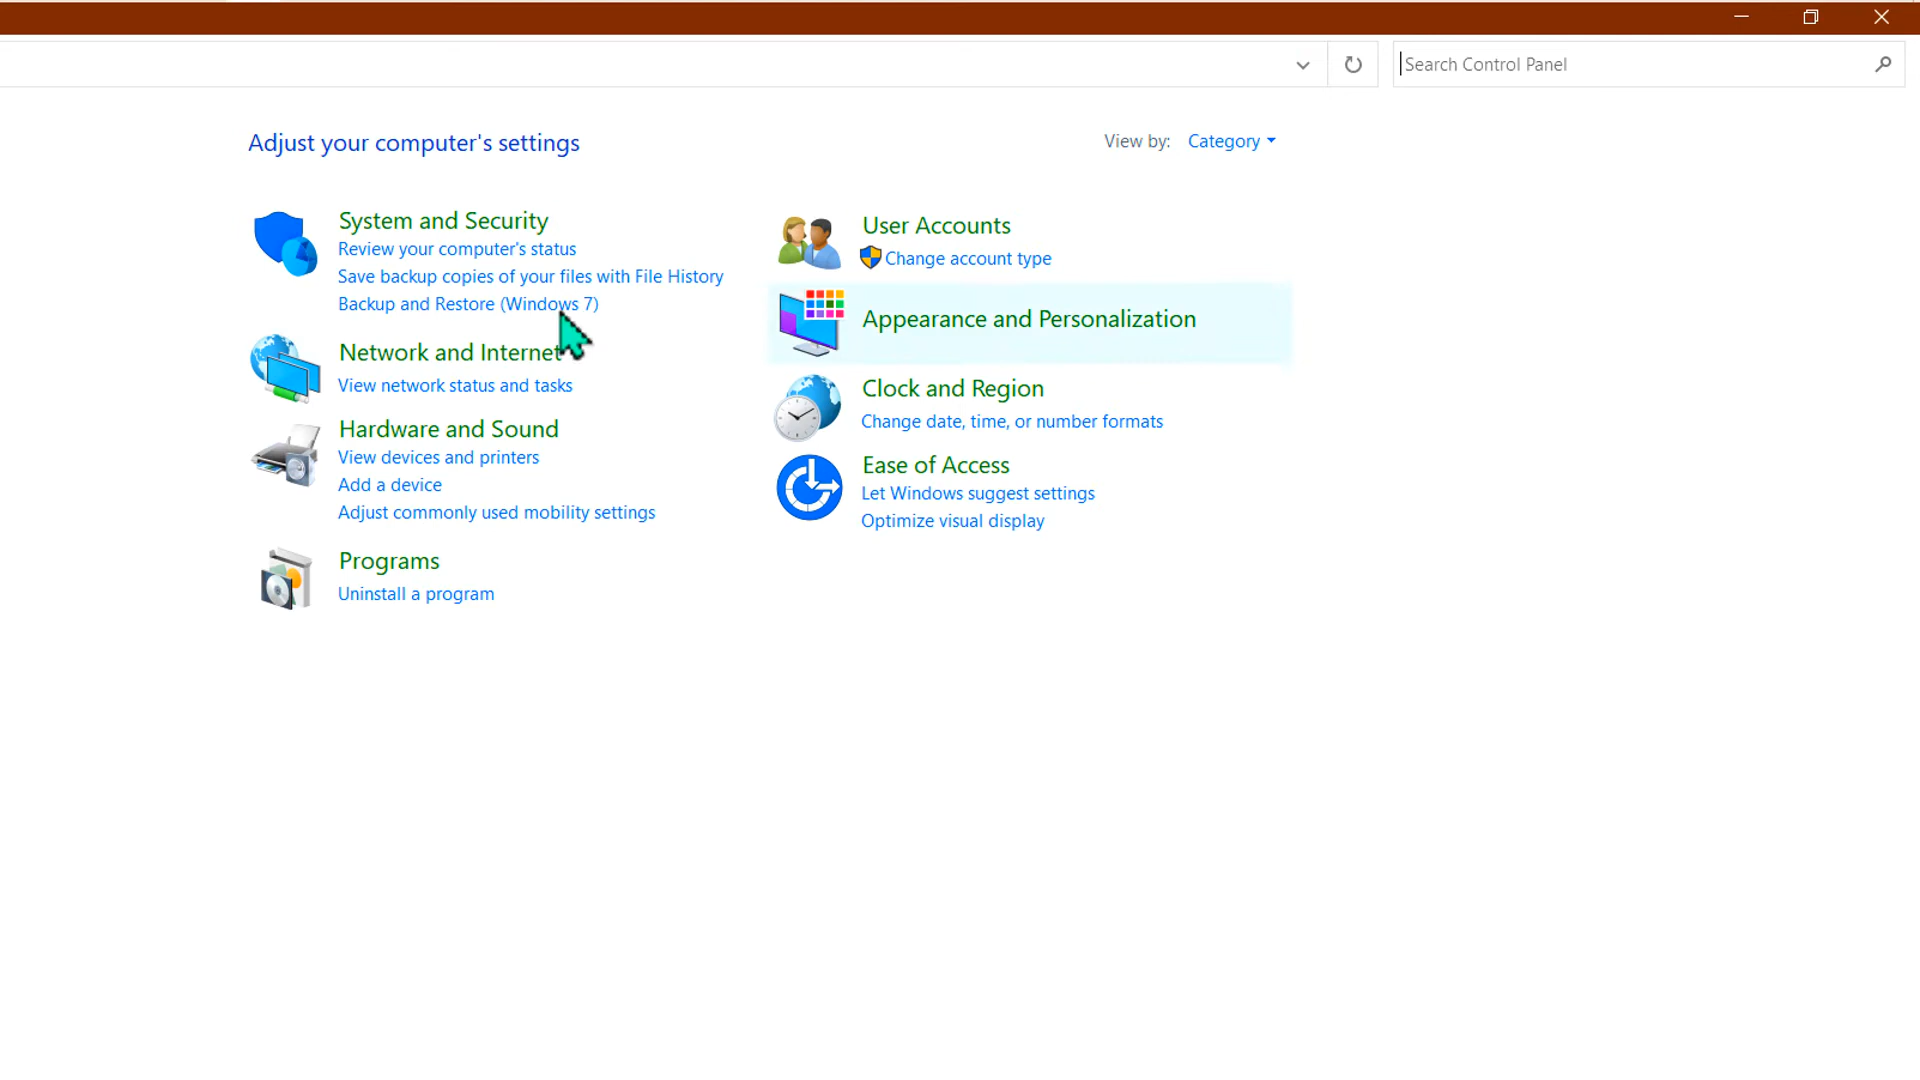 Search Control Panel
Adjust your computer's settings
View by: Category
System and Security
Review your computer's status
Save backup copies of your files with File History
Backup and Restore (Windows 7)
Network and Internet
View network status and tasks
Hardware and Sound
View devices and printers
Add a device
Adjust commonly used mobility settings
Programs
Uninstall a program
User Accounts
Change account type
Appearance and Personalization
Clock and Region
Change date, time, or number formats
Ease of Access
Let Windows suggest settings
Optimize visual display